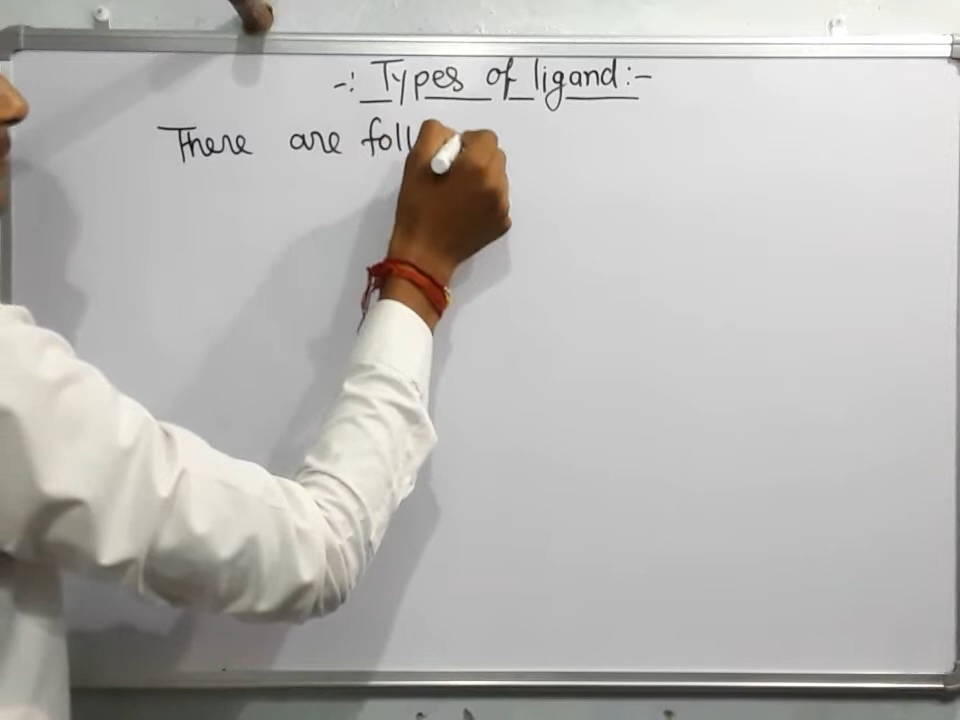 -: Types of ligand :-
There are foll